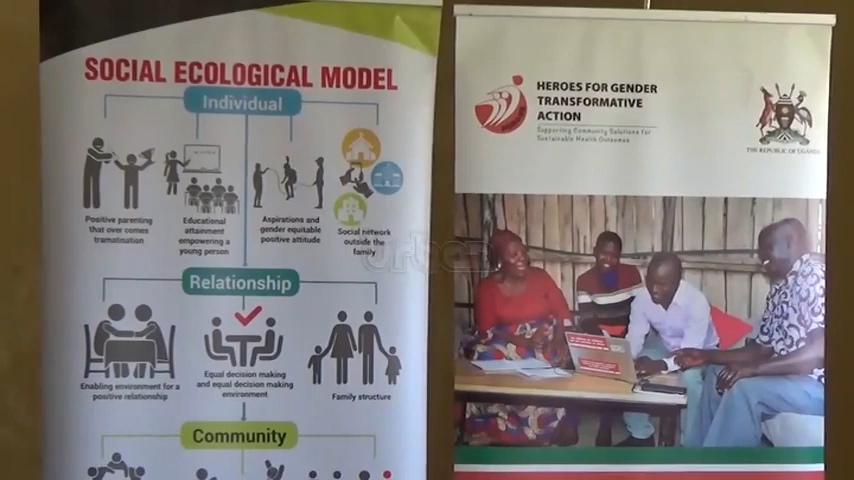 SOCIAL ECOLOGICAL MODEL
Individual
Positive parenting
that over comes
tramatisation
Educational
attainment
empowering a
young person
Aspirations and
gender equitable
positive attitude
Social network
outside the
family
Relationship
Enabling environment for a
positive relationship
Equal decision making
and equal decision making
environment
Family structure
Community
HEROES FOR GENDER
TRANSFORMATIVE
ACTION
Supporting Community Solutions for
Sustainable Health Outcomes
THE REPUBLIC OF UGANDA
urban